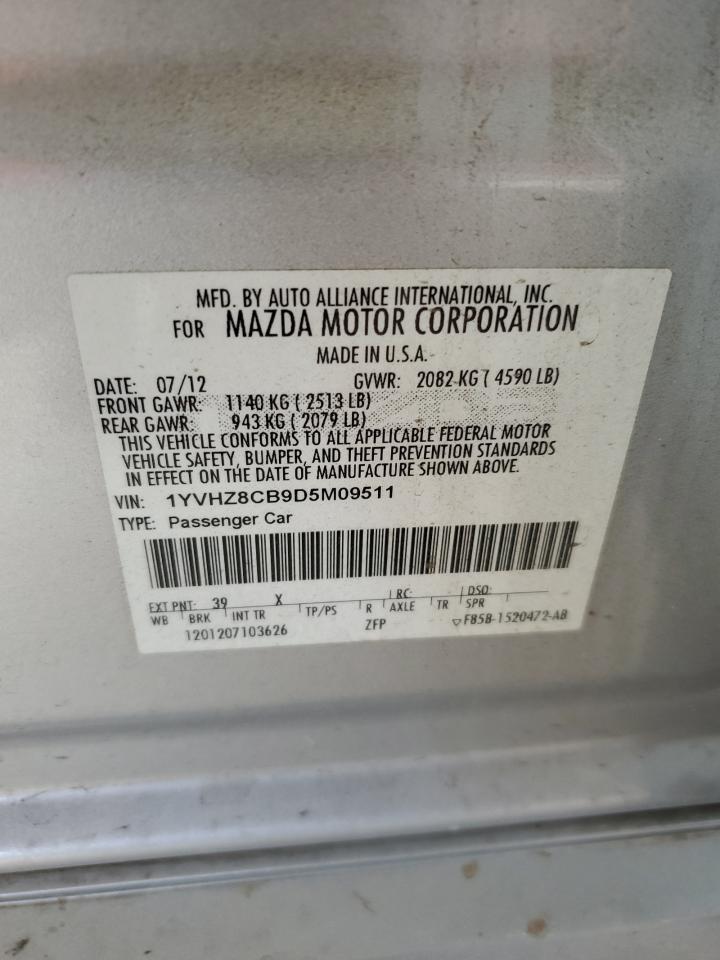 MFD. BY AUTO ALLIANCE INTERNATIONAL, INC.
FOR MAZDA MOTOR CORPORATION
MADE IN U.S.A.
DATE: 07/12 GVWR: 2082 KG ( 4590 LB)
FRONT GAWR: 1140 KG ( 2513 LB)
REAR GAWR: 943 KG ( 2079 LB)
THIS VEHICLE CONFORMS TO ALL APPLICABLE FEDERAL MOTOR
VEHICLE SAFETY, BUMPER, AND THEFT PREVENTION STANDARDS
IN EFFECT ON THE DATE OF MANUFACTURE SHOWN ABOVE.
VIN: 1YVHZ8CB9D5M09511
TYPE: Passenger Car
EXT PNT: 39 X RC: DSO:
WB BRK INT TR TP/PS R AXLE TR SPR
1201207103626 ZFP F85B-1520472-AB